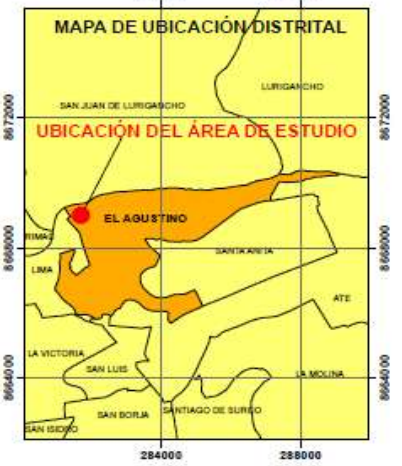 MAPA DE UBICACIÓN DISTRITAL
LURIGANCHO
SAN JUAN DE LURIGANCHO
8672000
8672000
UBICACIÓN DEL ÁREA DE ESTUDIO
EL AGUSTINO
RIMAC
SANTA ANITA
8668000
8668000
LIMA
ATE
LA VICTORIA
SAN LUIS
LA MOLINA
8664000
8664000
SAN BORJA
SANTIAGO DE SURCO
SAN ISIDRO
284000
288000